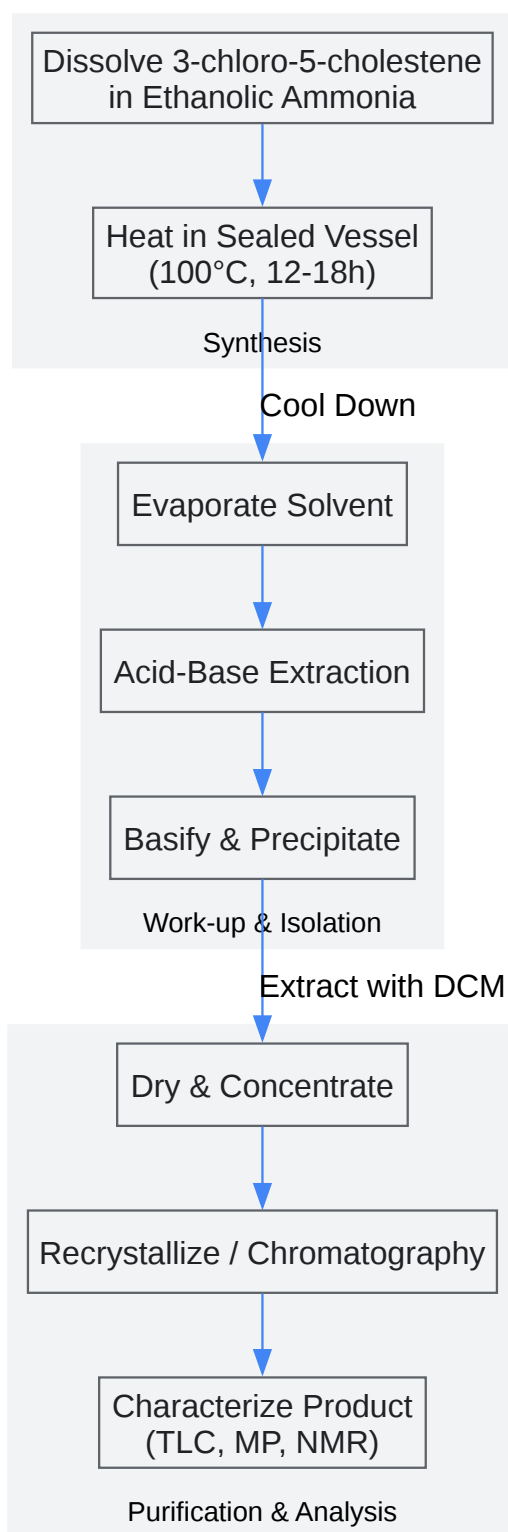 Dissolve 3-chloro-5-cholestene
in Ethanolic Ammonia
Heat in Sealed Vessel
(100°C, 12-18h)
Synthesis
Cool Down
Evaporate Solvent
Acid-Base Extraction
Basify & Precipitate
Work-up & Isolation
Extract with DCM
Dry & Concentrate
Recrystallize / Chromatography
Characterize Product
(TLC, MP, NMR)
Purification & Analysis